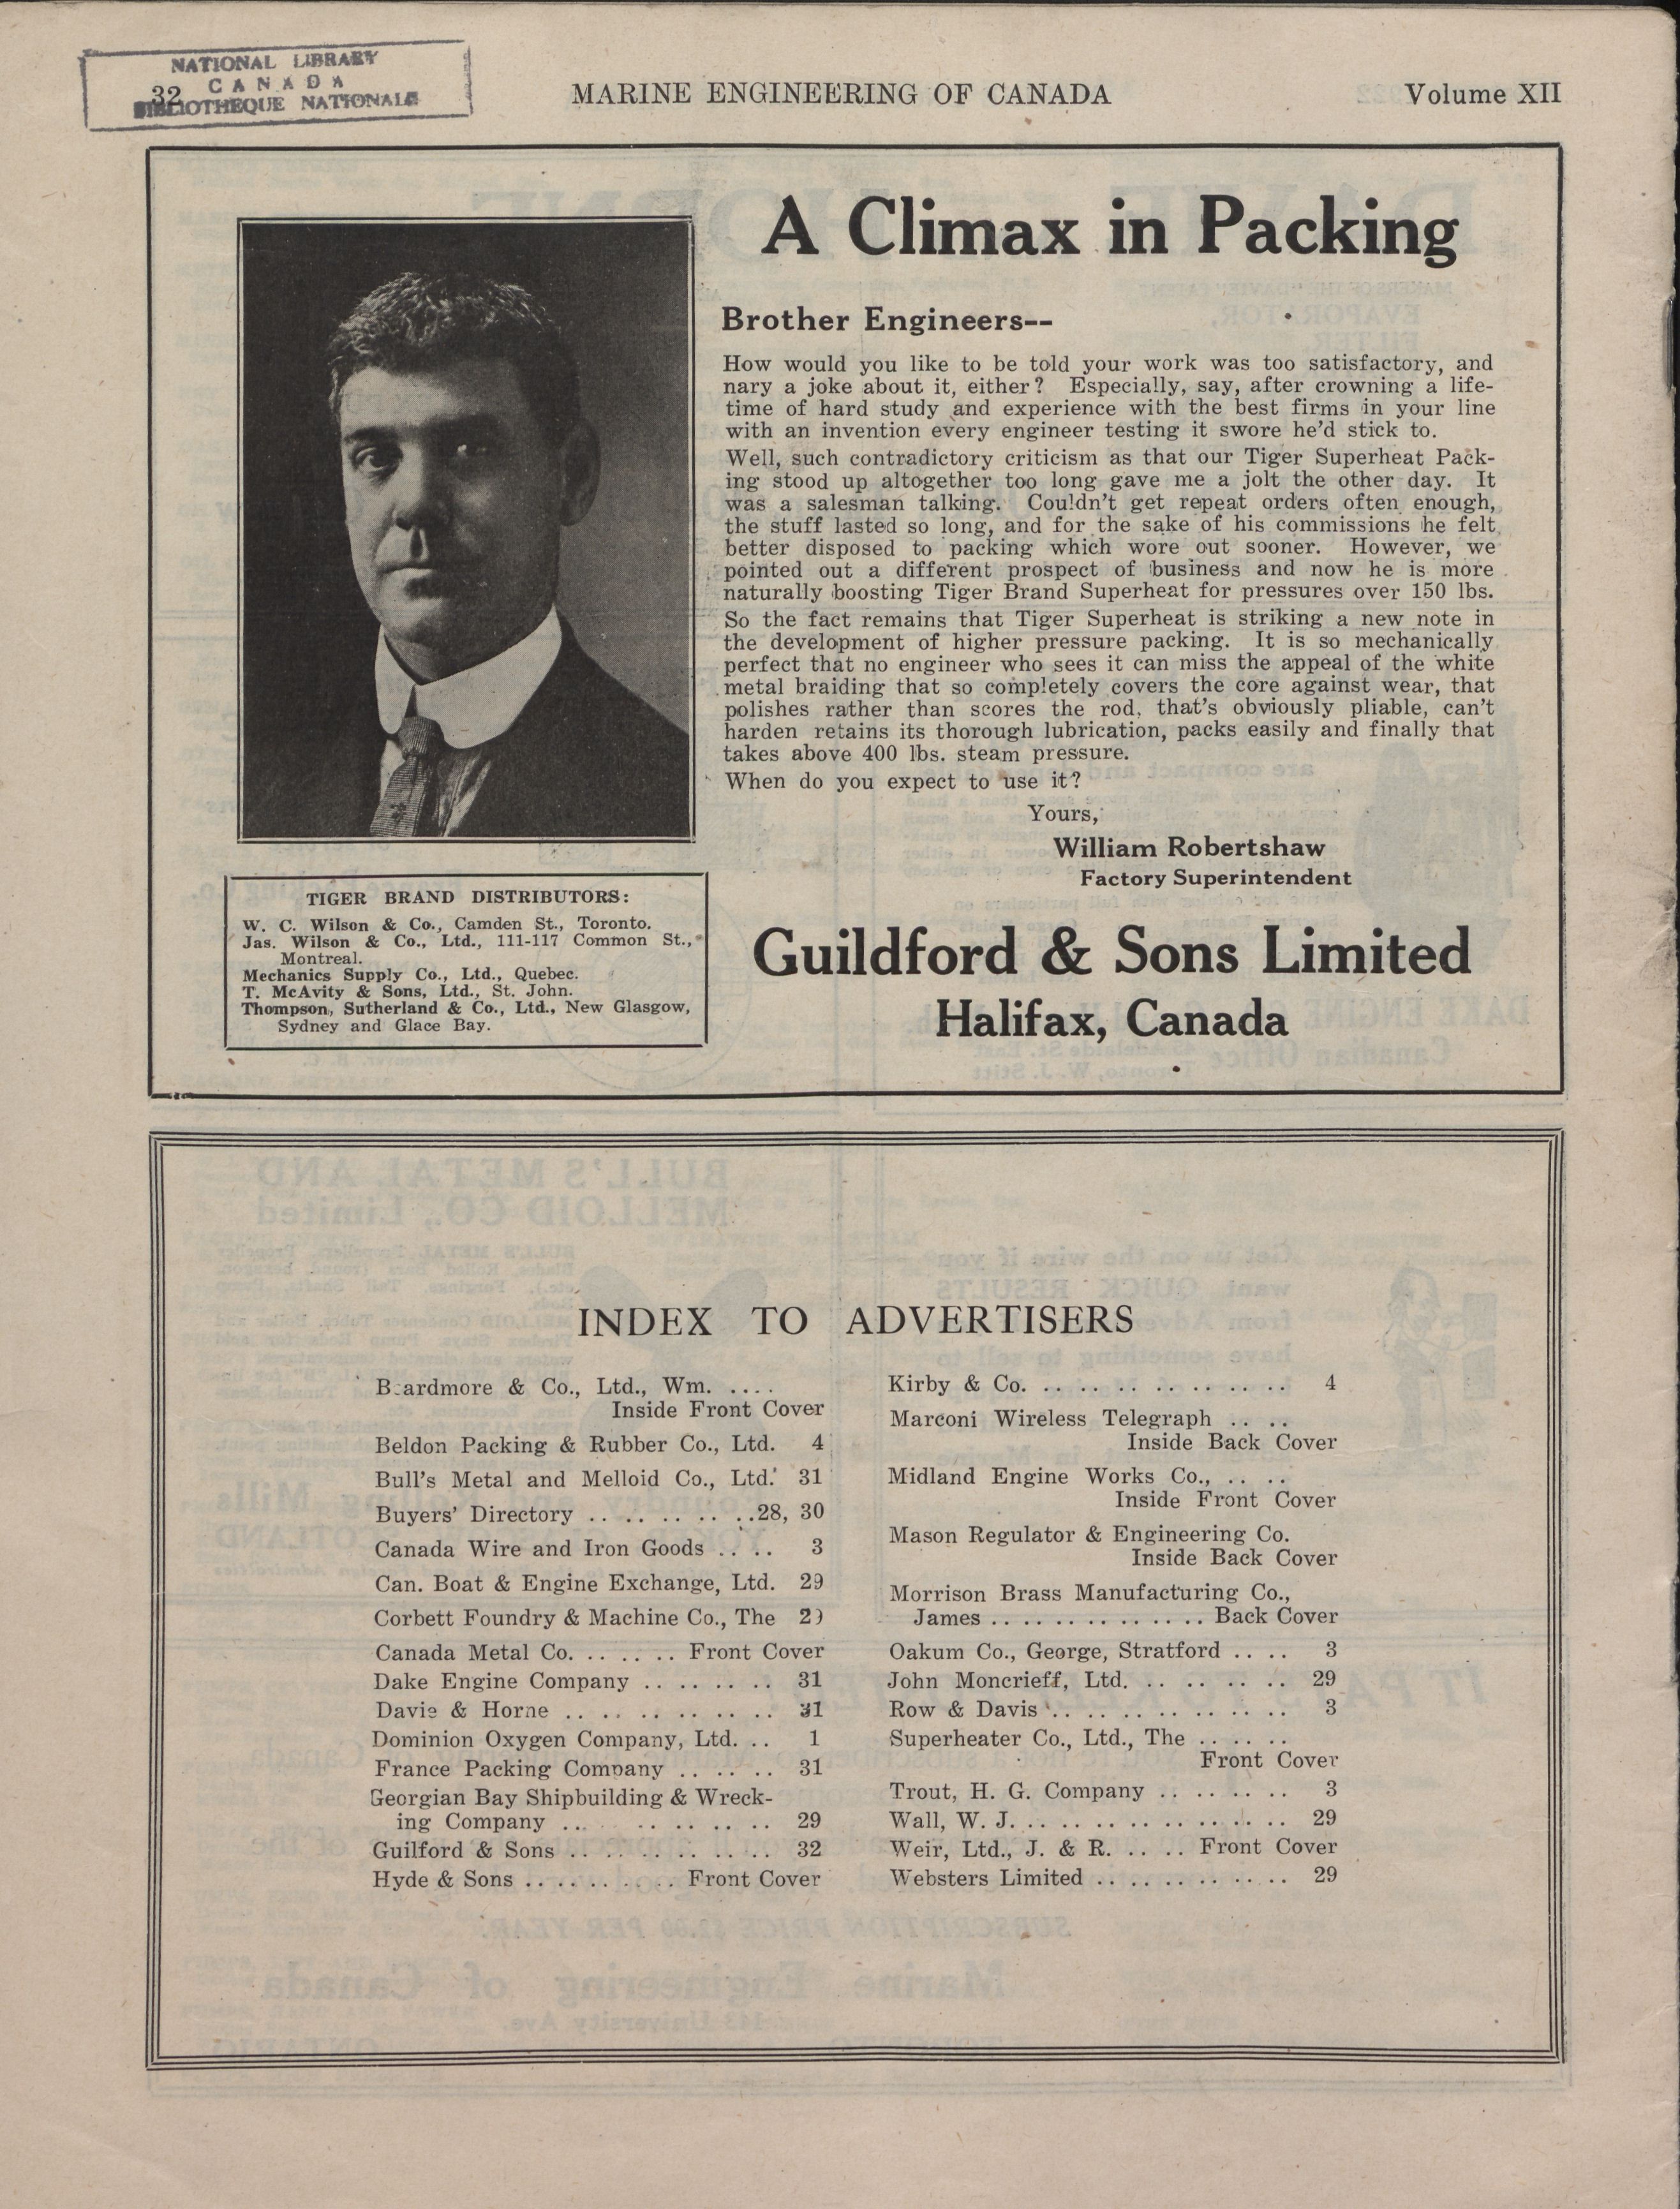 NATIONAL LIBRARY
CANADA
BIBLIOTHEQUE NATIONALE
32
MARINE ENGINEERING OF CANADA
Volume XII
A Climax in Packing
Brother Engineers--
How would you like to be told your work was too satisfactory, and
nary a joke about it, either? Especially, say, after crowning a life-
time of hard study and experience with the best firms in your line
with an invention every engineer testing it swore he'd stick to.
Well, such contradictory criticism as that our Tiger Superheat Pack-
ing stood up altogether too long gave me a jolt the other day. It
was a salesman talking. Couldn't get repeat orders often enough,
the stuff lasted so long, and for the sake of his commissions he felt
better disposed to packing which wore out sooner. However, we
pointed out a different prospect of business and now he is more
naturally boosting Tiger Brand Superheat for pressures over 150 lbs.
So the fact remains that Tiger Superheat is striking a new note in
the development of higher pressure packing. It is so mechanically
perfect that no engineer who sees it can miss the appeal of the white
metal braiding that so completely covers the core against wear, that
polishes rather than scores the rod, that's obviously pliable, can't
harden retains its thorough lubrication, packs easily and finally that
takes above 400 lbs. steam pressure.
When do you expect to use it?
Yours,
William Robertshaw
Factory Superintendent
TIGER BRAND DISTRIBUTORS:
W. C. Wilson & Co., Camden St., Toronto.
Jas. Wilson & Co., Ltd., 111-117 Common St.,
Montreal.
Mechanics Supply Co., Ltd., Quebec.
T. McAvity & Sons, Ltd., St. John.
Thompson, Sutherland & Co., Ltd., New Glasgow,
Sydney and Glace Bay.
Guildford & Sons Limited
Halifax, Canada
INDEX TO ADVERTISERS
Beardmore & Co., Ltd., Wm. ....
Inside Front Cover
Beldon Packing & Rubber Co., Ltd. 4
Bull's Metal and Melloid Co., Ltd. 31
Buyers' Directory .. .. .. .. ..28, 30
Canada Wire and Iron Goods .. .. 3
Can. Boat & Engine Exchange, Ltd. 29
Corbett Foundry & Machine Co., The 29
Canada Metal Co. .. .. .. Front Cover
Dake Engine Company .. .. .. .. 31
Davie & Horne .. .. .. .. .. .. 31
Dominion Oxygen Company, Ltd. .. 1
France Packing Company .. .. .. 31
Georgian Bay Shipbuilding & Wreck-
ing Company .. .. .. .. .. 29
Guilford & Sons .. .. .. .. .. .. 32
Hyde & Sons .. .. .. .. .. Front Cover
Kirby & Co. .. .. .. .. .. .. .. 4
Marconi Wireless Telegraph .. ..
Inside Back Cover
Midland Engine Works Co., .. ..
Inside Front Cover
Mason Regulator & Engineering Co.
Inside Back Cover
Morrison Brass Manufacturing Co.,
James .. .. .. .. .. .. .. Back Cover
Oakum Co., George, Stratford .. .. 3
John Moncrieff, Ltd. .. .. .. .. .. 29
Row & Davis .. .. .. .. .. .. .. 3
Superheater Co., Ltd., The .. .. ..
Front Cover
Trout, H. G. Company .. .. .. .. 3
Wall, W. J. .. .. .. .. .. .. .. .. 29
Weir, Ltd., J. & R. .. .. Front Cover
Websters Limited .. .. .. .. .. .. 29